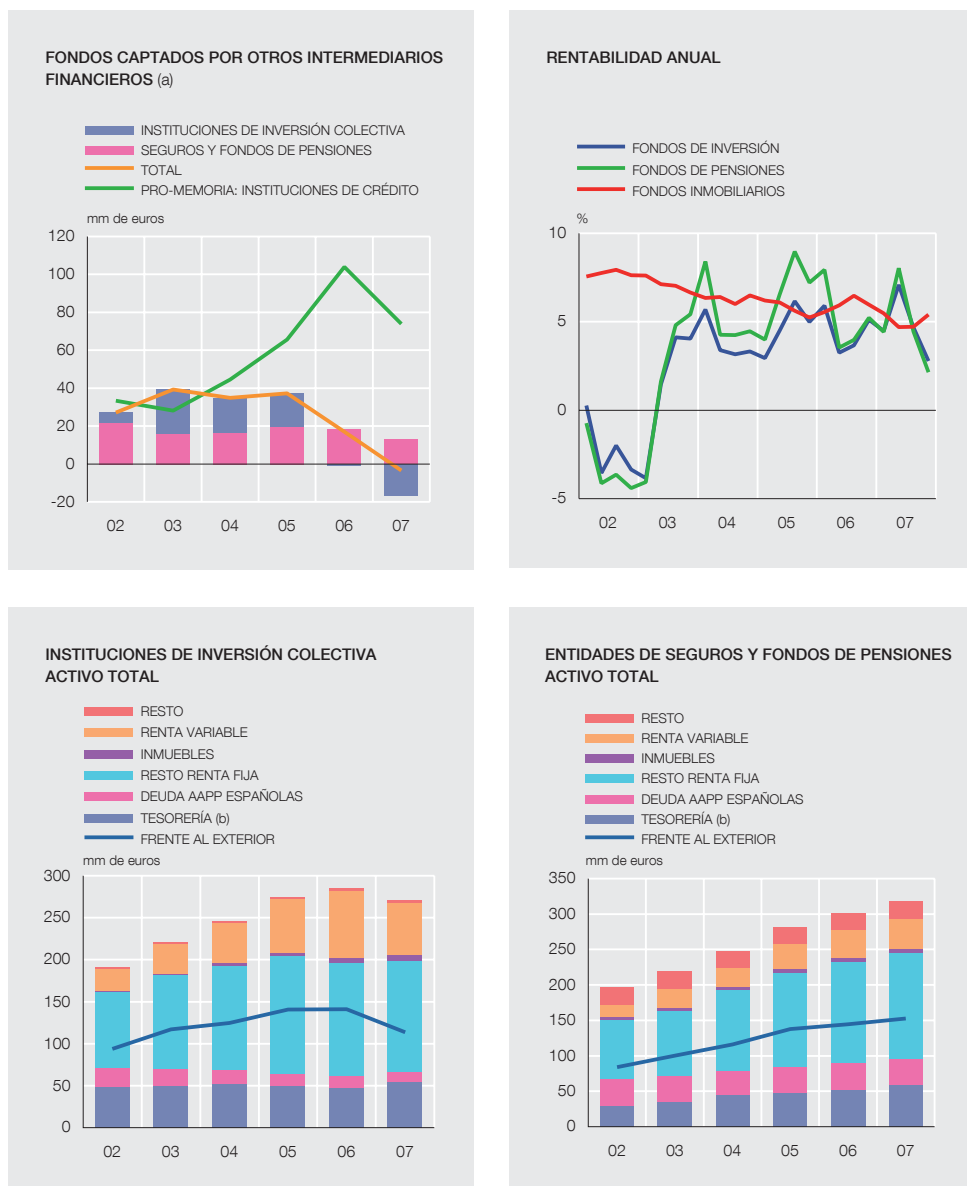 FONDOS CAPTADOS POR OTROS INTERMEDIARIOS
FINANCIEROS (a)
INSTITUCIONES DE INVERSIÓN COLECTIVA
SEGUROS Y FONDOS DE PENSIONES
TOTAL
PRO-MEMORIA: INSTITUCIONES DE CRÉDITO
mm de euros
120
100
80
60
40
20
0
-20
02 03 04 05 06 07
RENTABILIDAD ANUAL
FONDOS DE INVERSIÓN
FONDOS DE PENSIONES
FONDOS INMOBILIARIOS
%
10
5
0
-5
02 03 04 05 06 07
INSTITUCIONES DE INVERSIÓN COLECTIVA
ACTIVO TOTAL
RESTO
RENTA VARIABLE
INMUEBLES
RESTO RENTA FIJA
DEUDA AAPP ESPAÑOLAS
TESORERÍA (b)
FRENTE AL EXTERIOR
mm de euros
300
250
200
150
100
50
0
02 03 04 05 06 07
ENTIDADES DE SEGUROS Y FONDOS DE PENSIONES
ACTIVO TOTAL
RESTO
RENTA VARIABLE
INMUEBLES
RESTO RENTA FIJA
DEUDA AAPP ESPAÑOLAS
TESORERÍA (b)
FRENTE AL EXTERIOR
mm de euros
350
300
250
200
150
100
50
0
02 03 04 05 06 07